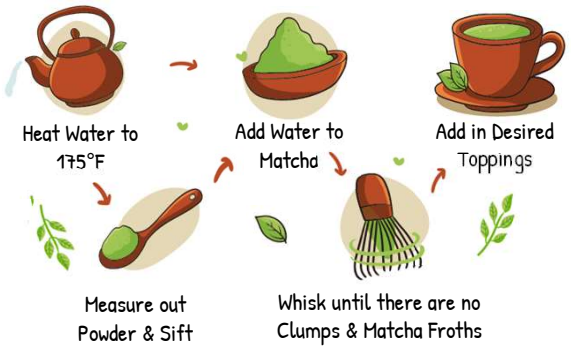 Heat Water to
175°F
Measure out
Powder & Sift
Add Water to
Matcha
Whisk until there are no
Clumps & Matcha Froths
Add in Desired
Toppings